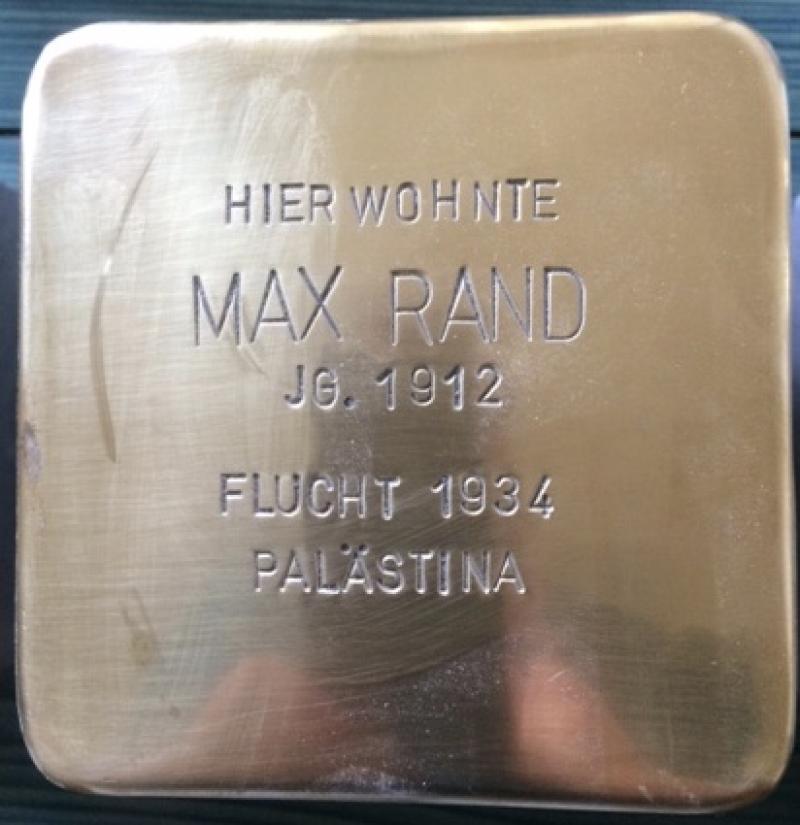 HIER WOHNTE
MAX RAND
JG. 1912
FLUCHT 1934
PALÄSTINA